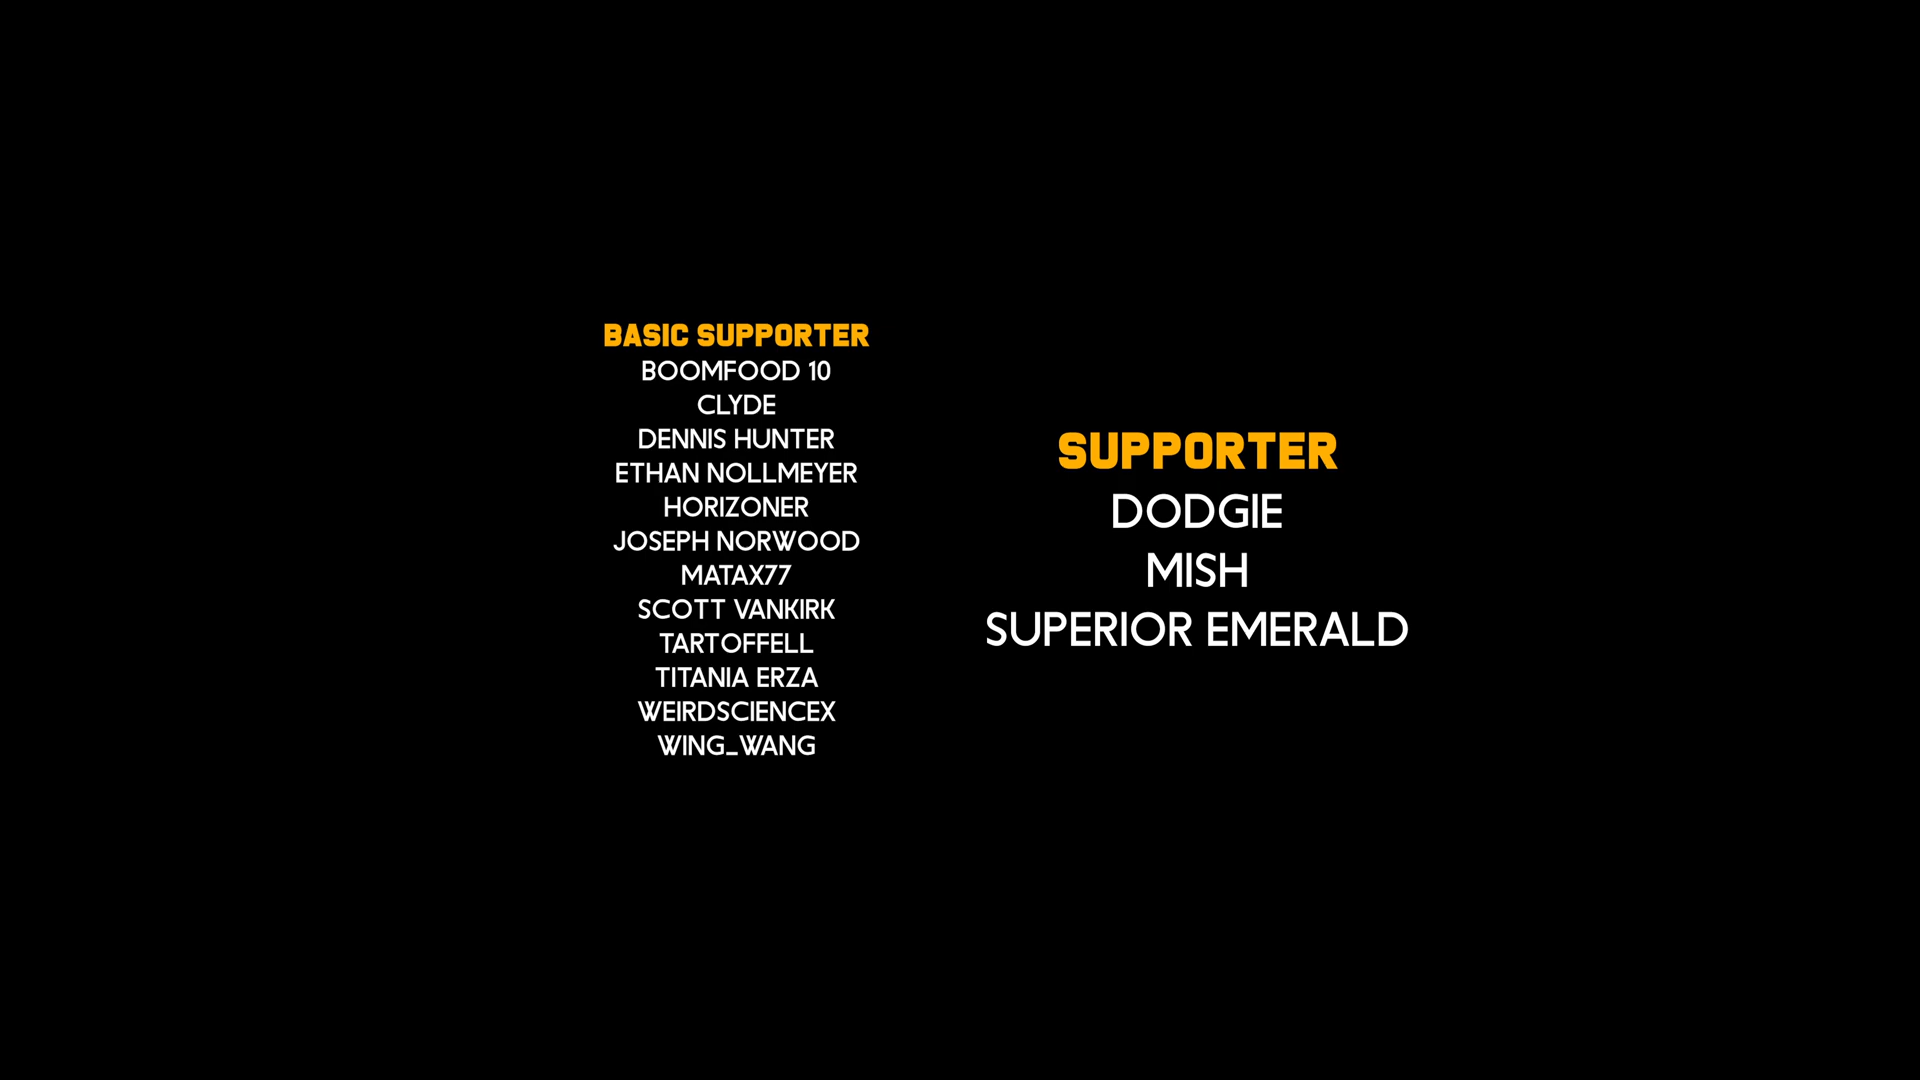 BASIC SUPPORTER
BOOMFOOD 10
CLYDE
DENNIS HUNTER
ETHAN NOLLMEYER
HORIZONER
JOSEPH NORWOOD
MATAX77
SCOTT VANKIRK
TARTOFFELL
TITANIA ERZA
WEIRDSCIENCEX
WING_WANG
SUPPORTER
DODGIE
MISH
SUPERIOR EMERALD